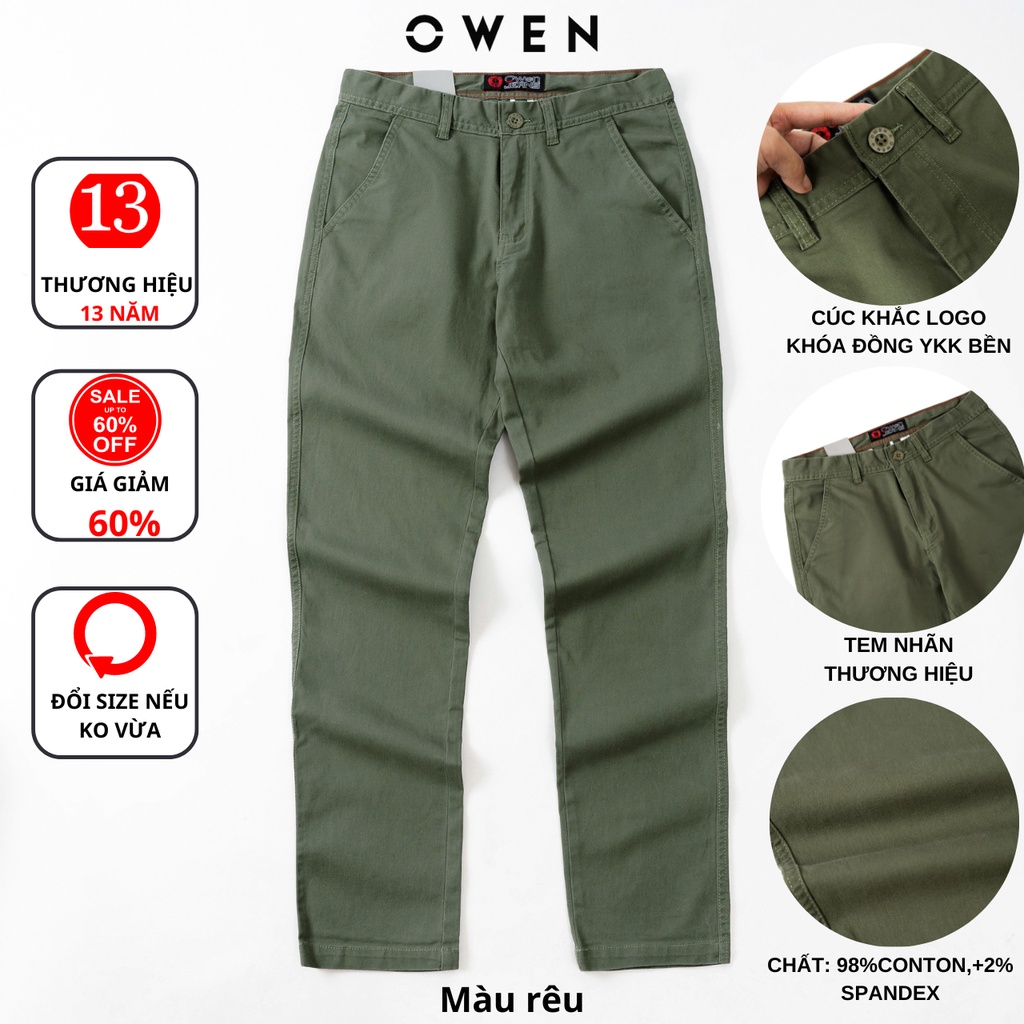 OWEN
13
THƯƠNG HIỆU
13 NĂM
SALE
UP TO
60%
OFF
GIÁ GIẢM
60%
ĐỔI SIZE NẾU
KO VỪA
CÚC KHẮC LOGO
KHÓA ĐỒNG YKK BỀN
TEM NHÃN
THƯƠNG HIỆU
CHẤT: 98%CONTON,+2%
SPANDEX
Màu rêu